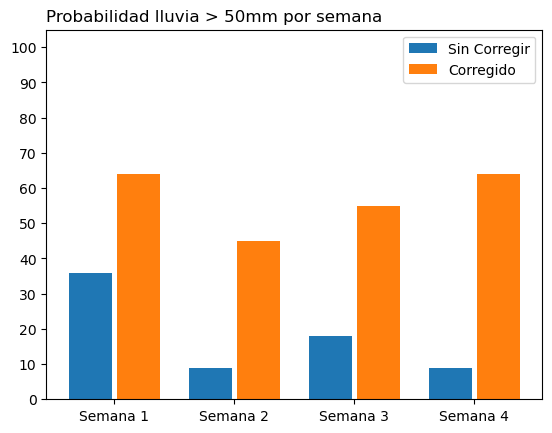 Probabilidad lluvia > 50mm por semana
Sin Corregir
Corregido
100
90
80
70
60
50
40
30
20
10
0
Semana 1
Semana 2
Semana 3
Semana 4